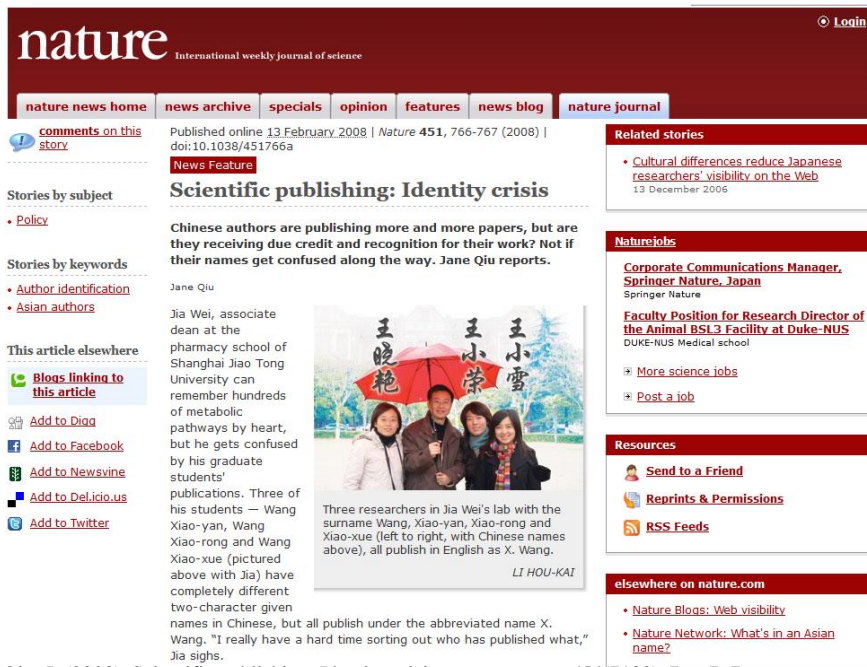 Login
nature International weekly journal of science
nature news home news archive specials opinion features news blog nature journal
comments on this
story
Stories by subject
• Policy
Stories by keywords
• Author identification
• Asian authors
This article elsewhere
Blogs linking to
this article
Add to Digg
Add to Facebook
Add to Newsvine
Add to Del.icio.us
Add to Twitter
Published online 13 February 2008 | Nature 451, 766-767 (2008) |
doi:10.1038/451766a
News Feature
Scientific publishing: Identity crisis
Chinese authors are publishing more and more papers, but are
they receiving due credit and recognition for their work? Not if
their names get confused along the way. Jane Qiu reports.
Jane Qiu
Jia Wei, associate
dean at the
pharmacy school of
Shanghai Jiao Tong
University can
remember hundreds
of metabolic
pathways by heart,
but he gets confused
by his graduate
students'
publications. Three of
his students — Wang
Xiao-yan, Wang
Xiao-rong and Wang
Xiao-xue (pictured
above with Jia) have
completely different
two-character given
names in Chinese, but all publish under the abbreviated name X.
Wang. "I really have a hard time sorting out who has published what,"
Jia sighs.
王晓艳
王小荣
王小雪
Three researchers in Jia Wei's lab with the
surname Wang, Xiao-yan, Xiao-rong and
Xiao-xue (left to right, with Chinese names
above), all publish in English as X. Wang.
LI HOU-KAI
Related stories
• Cultural differences reduce Japanese
researchers' visibility on the Web
13 December 2006
Naturejobs
Corporate Communications Manager,
Springer Nature, Japan
Springer Nature
Faculty Position for Research Director of
the Animal BSL3 Facility at Duke-NUS
DUKE-NUS Medical school
More science jobs
Post a job
Resources
Send to a Friend
Reprints & Permissions
RSS Feeds
elsewhere on nature.com
• Nature Blogs: Web visibility
• Nature Network: What's in an Asian
name?